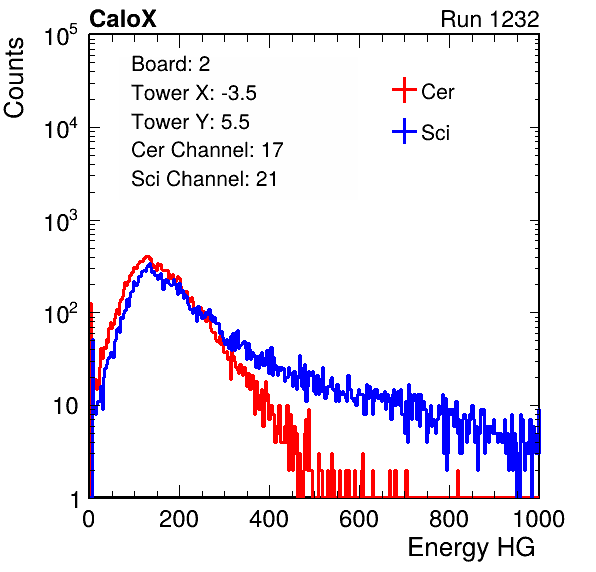 CaloX Run 1232
Counts
10^5
10^4
10^3
10^2
10
1
Board: 2
Tower X: -3.5
Tower Y: 5.5
Cer Channel: 17
Sci Channel: 21
Cer
Sci
0 200 400 600 800 1000
Energy HG